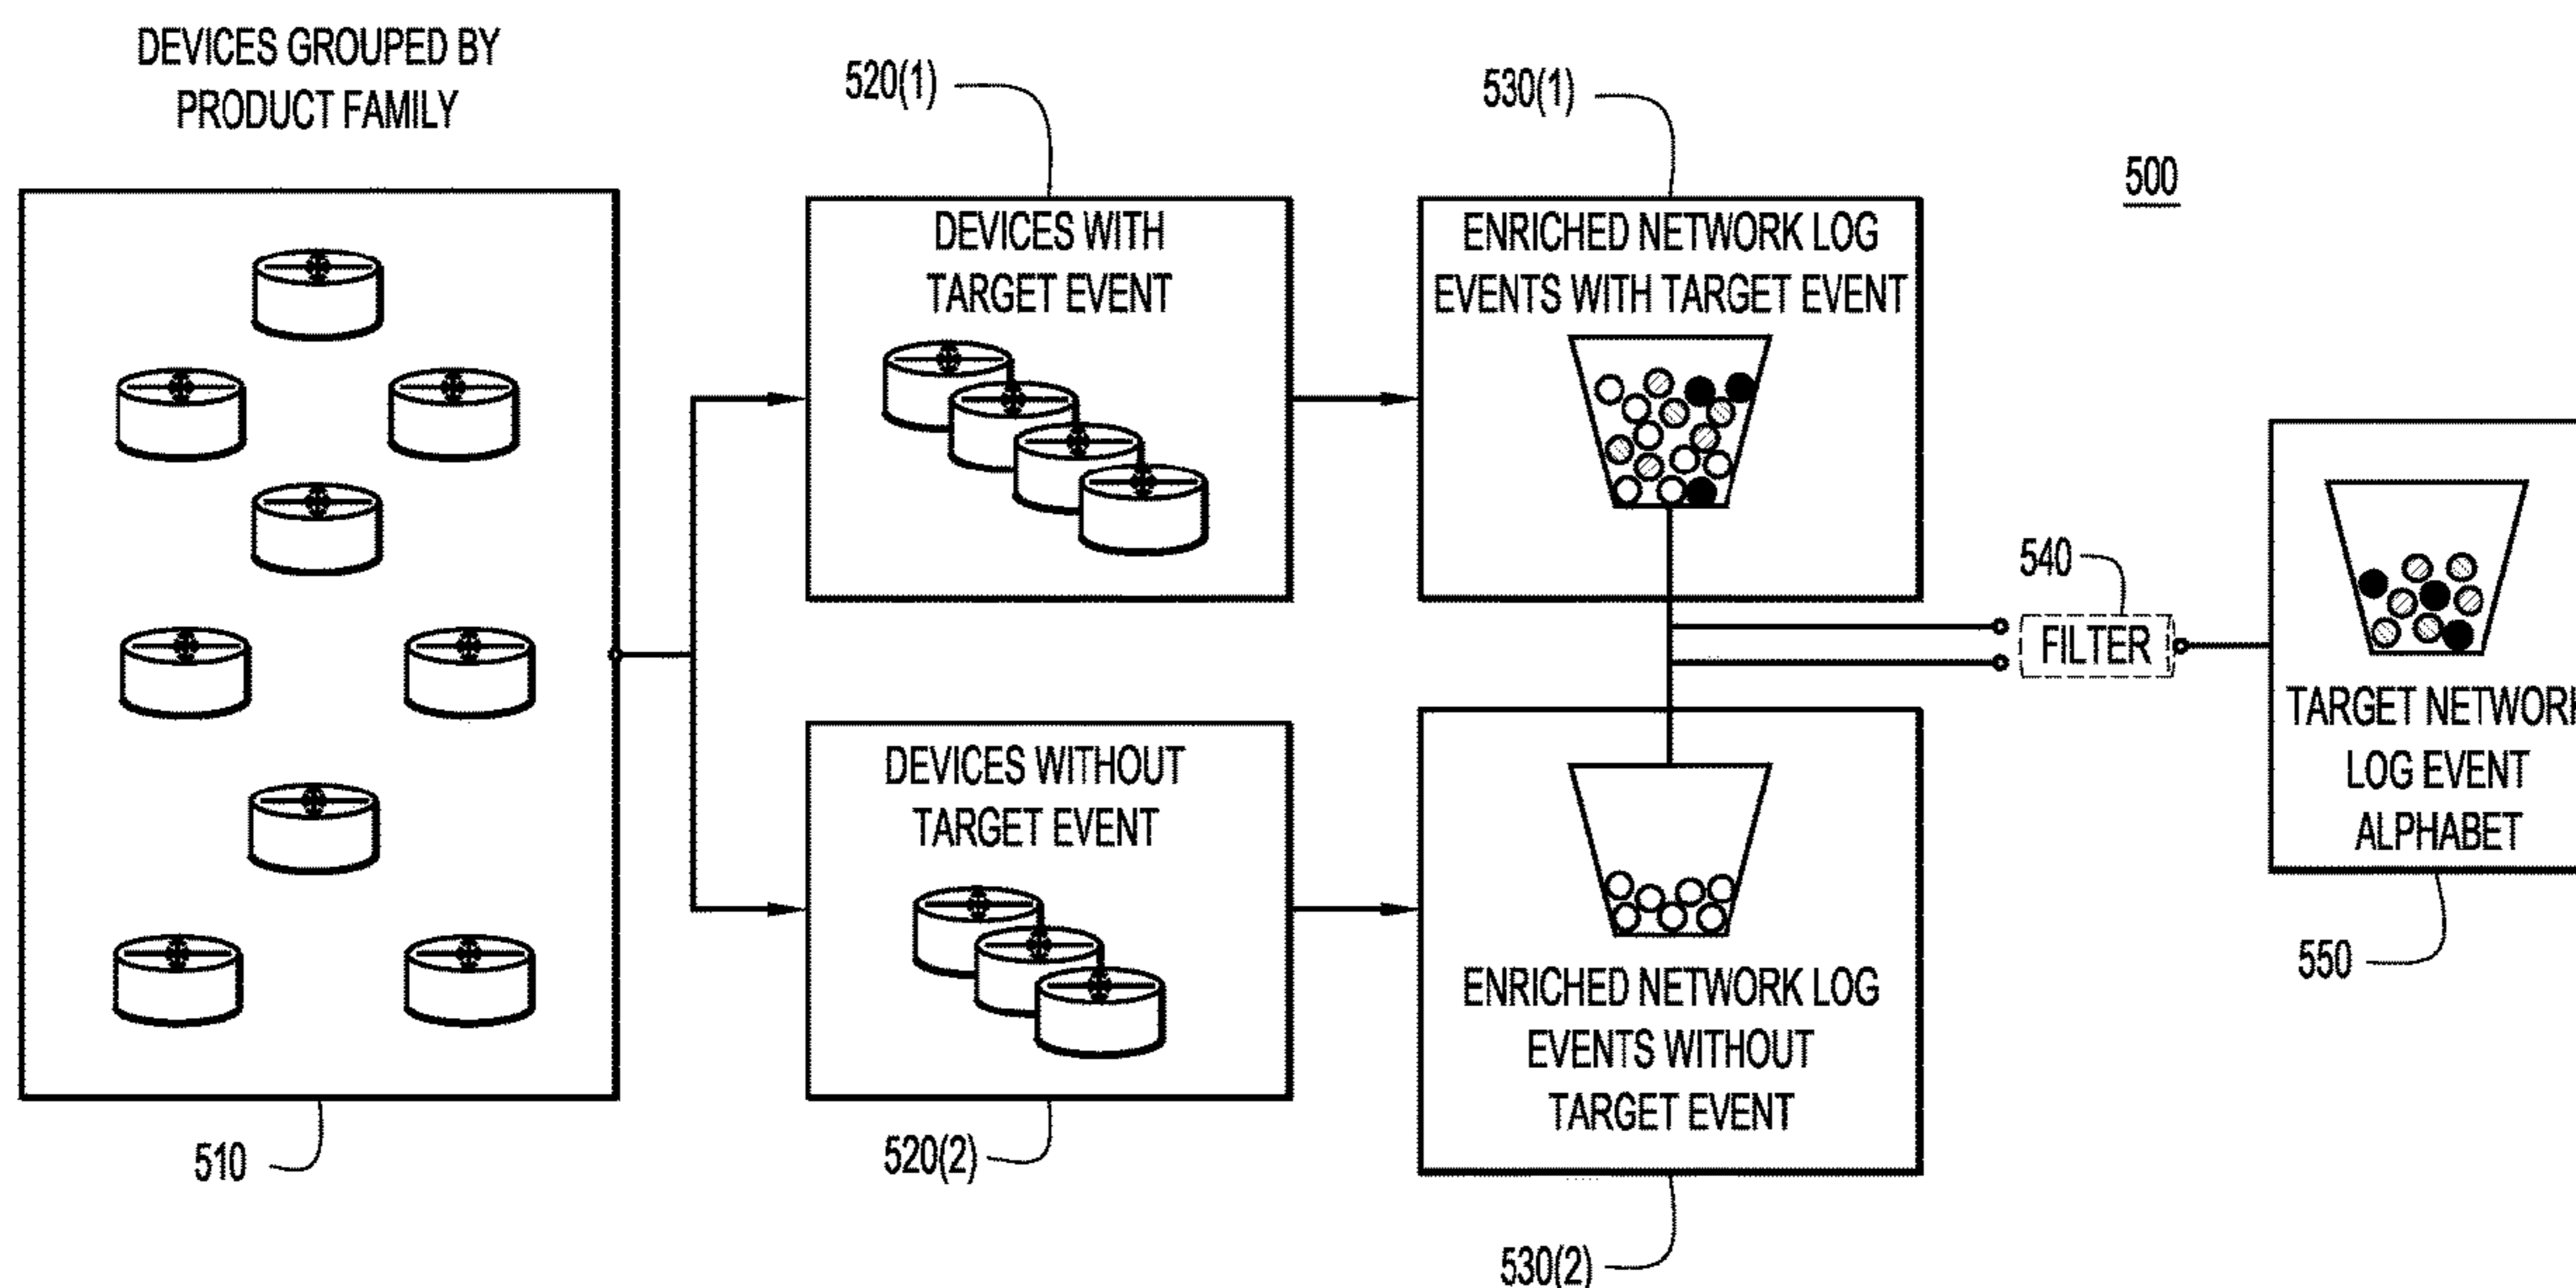 DEVICES GROUPED BY
PRODUCT FAMILY
520(1)
530(1)
500
DEVICES WITH
TARGET EVENT
ENRICHED NETWORK LOG
EVENTS WITH TARGET EVENT
540
FILTER
TARGET NETWORK
LOG EVENT
ALPHABET
550
DEVICES WITHOUT
TARGET EVENT
ENRICHED NETWORK LOG
EVENTS WITHOUT
TARGET EVENT
510
520(2)
530(2)